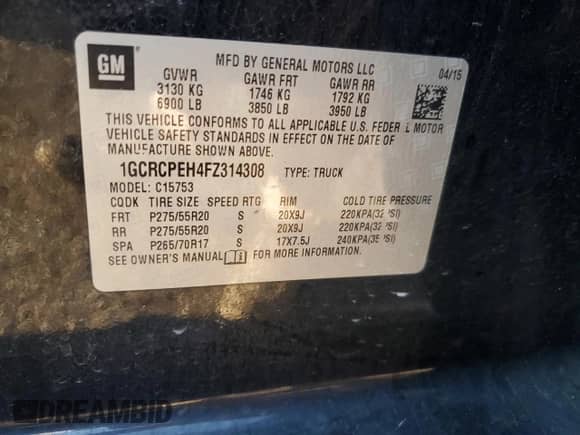 GM
MFD BY GENERAL MOTORS LLC
04/15
GVWR GAWR FRT GAWR RR
3130 KG 1746 KG 1792 KG
6900 LB 3850 LB 3950 LB
THIS VEHICLE CONFORMS TO ALL APPLICABLE U.S. FEDER L MOTOR
VEHICLE SAFETY STANDARDS IN EFFECT ON THE DATE OF
MANUFACTURE SHOWN ABOVE.
1GCRCPEH4FZ314308 TYPE: TRUCK
MODEL: C15753
CQDK TIRE SIZE SPEED RTG RIM COLD TIRE PRESSURE
FRT P275/55R20 S 20X9J 220KPA(32 PSI)
RR P275/55R20 S 20X9J 220KPA(32 PSI)
SPA P265/70R17 S 17X7.5J 240KPA(35 PSI)
SEE OWNER'S MANUAL FOR MORE INFORMATION.
DREAMBID